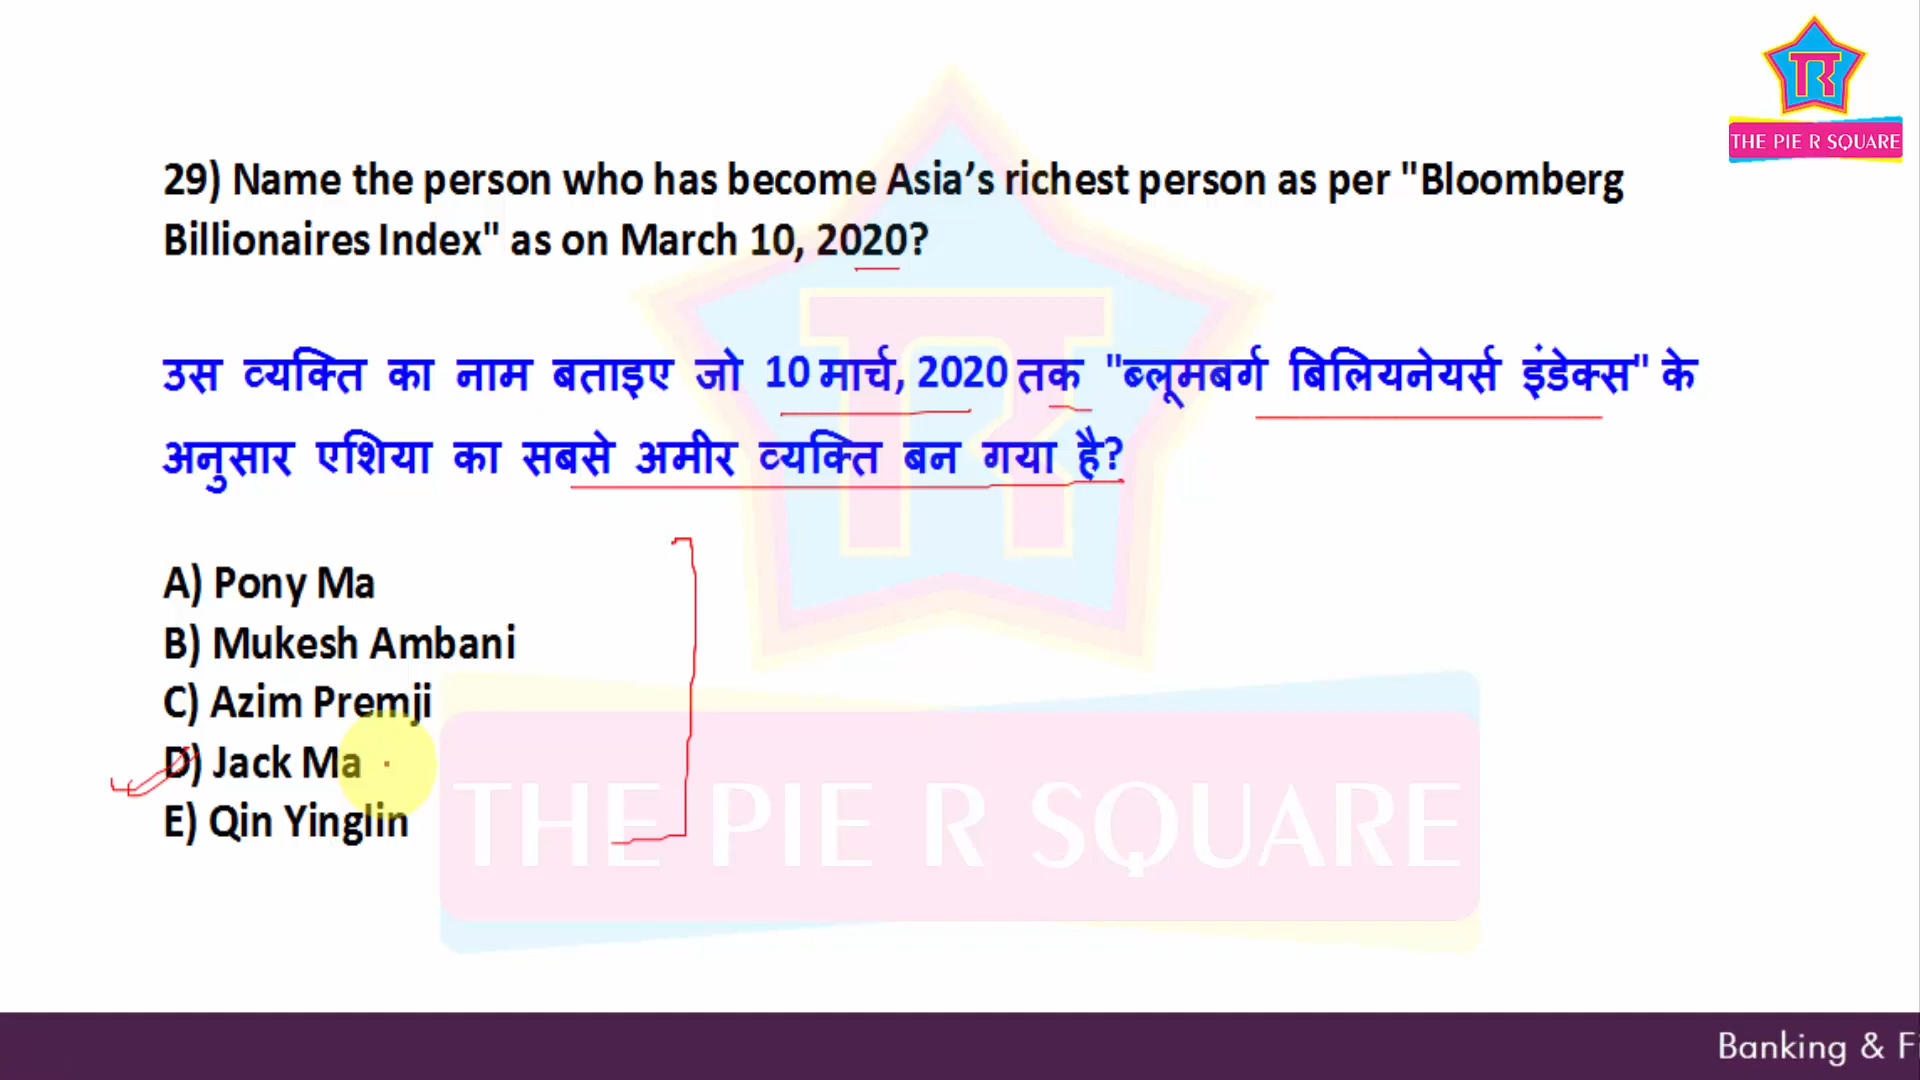 THE PIE R SQUARE
29) Name the person who has become Asia’s richest person as per "Bloomberg
Billionaires Index" as on March 10, 2020?
उस व्यक्ति का नाम बताइए जो 10 मार्च, 2020 तक "ब्लूमबर्ग बिलियनेयर्स इंडेक्स" के
अनुसार एशिया का सबसे अमीर व्यक्ति बन गया है?
A) Pony Ma
B) Mukesh Ambani
C) Azim Premji
D) Jack Ma
E) Qin Yinglin
THE PIE R SQUARE
Banking & Fi